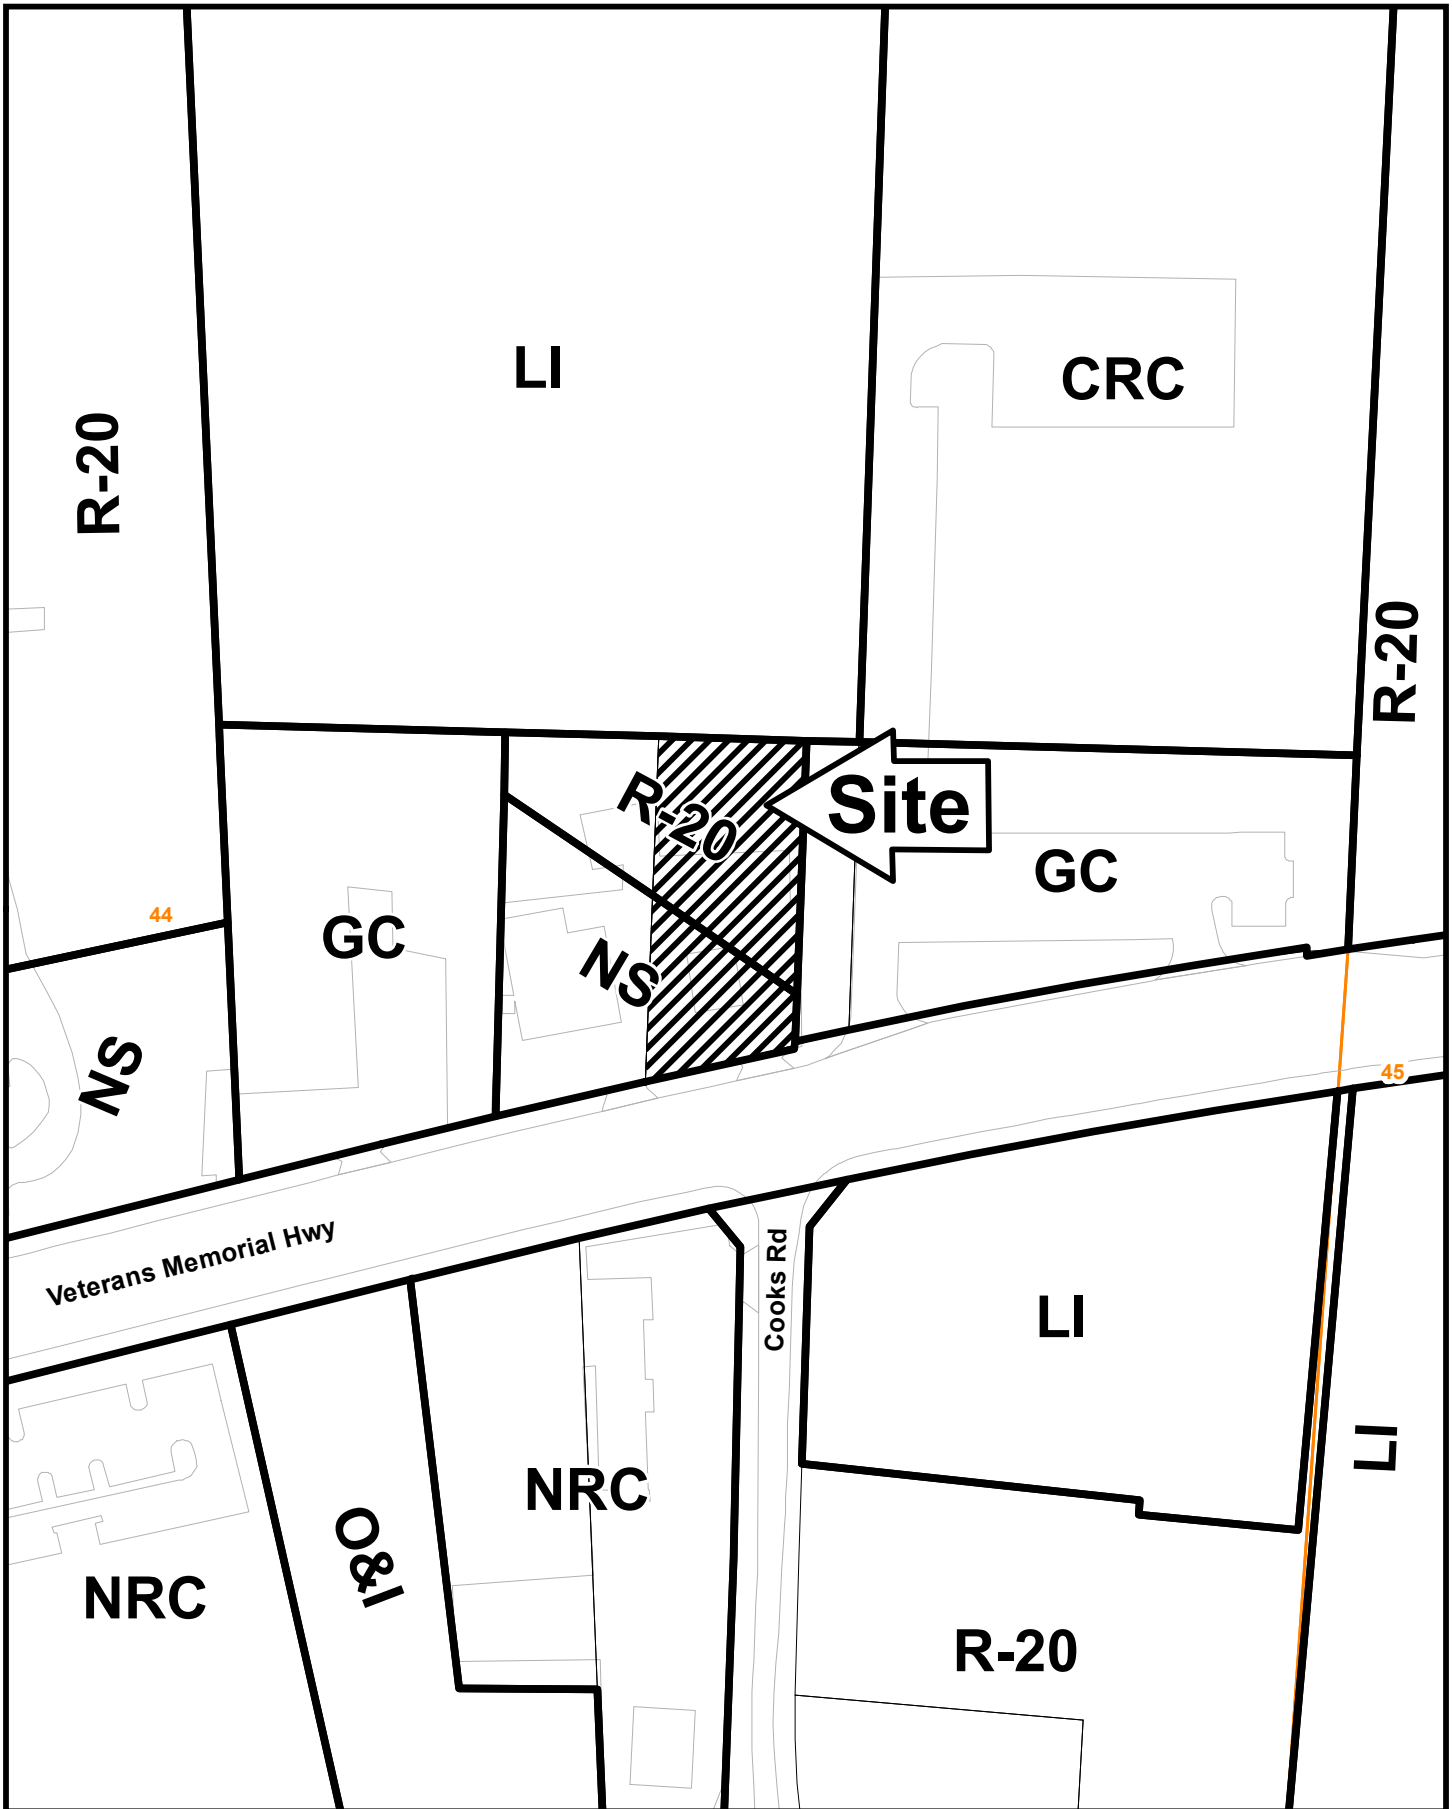 LI
CRC
R-20
R-20
R-20
Site
GC
44
GC
NS
NS
45
Veterans Memorial Hwy
Cooks Rd
LI
LI
NRC
O&I
NRC
R-20